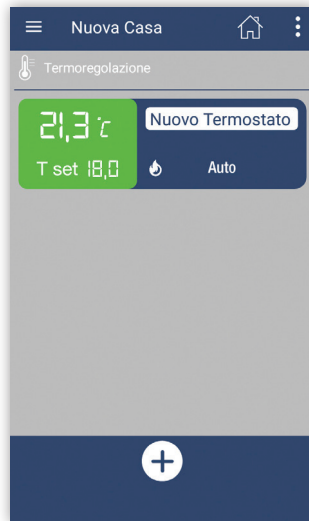 Nuova Casa
Termoregolazione
21,3 °C
Nuovo Termostato
T set 18,0
Auto